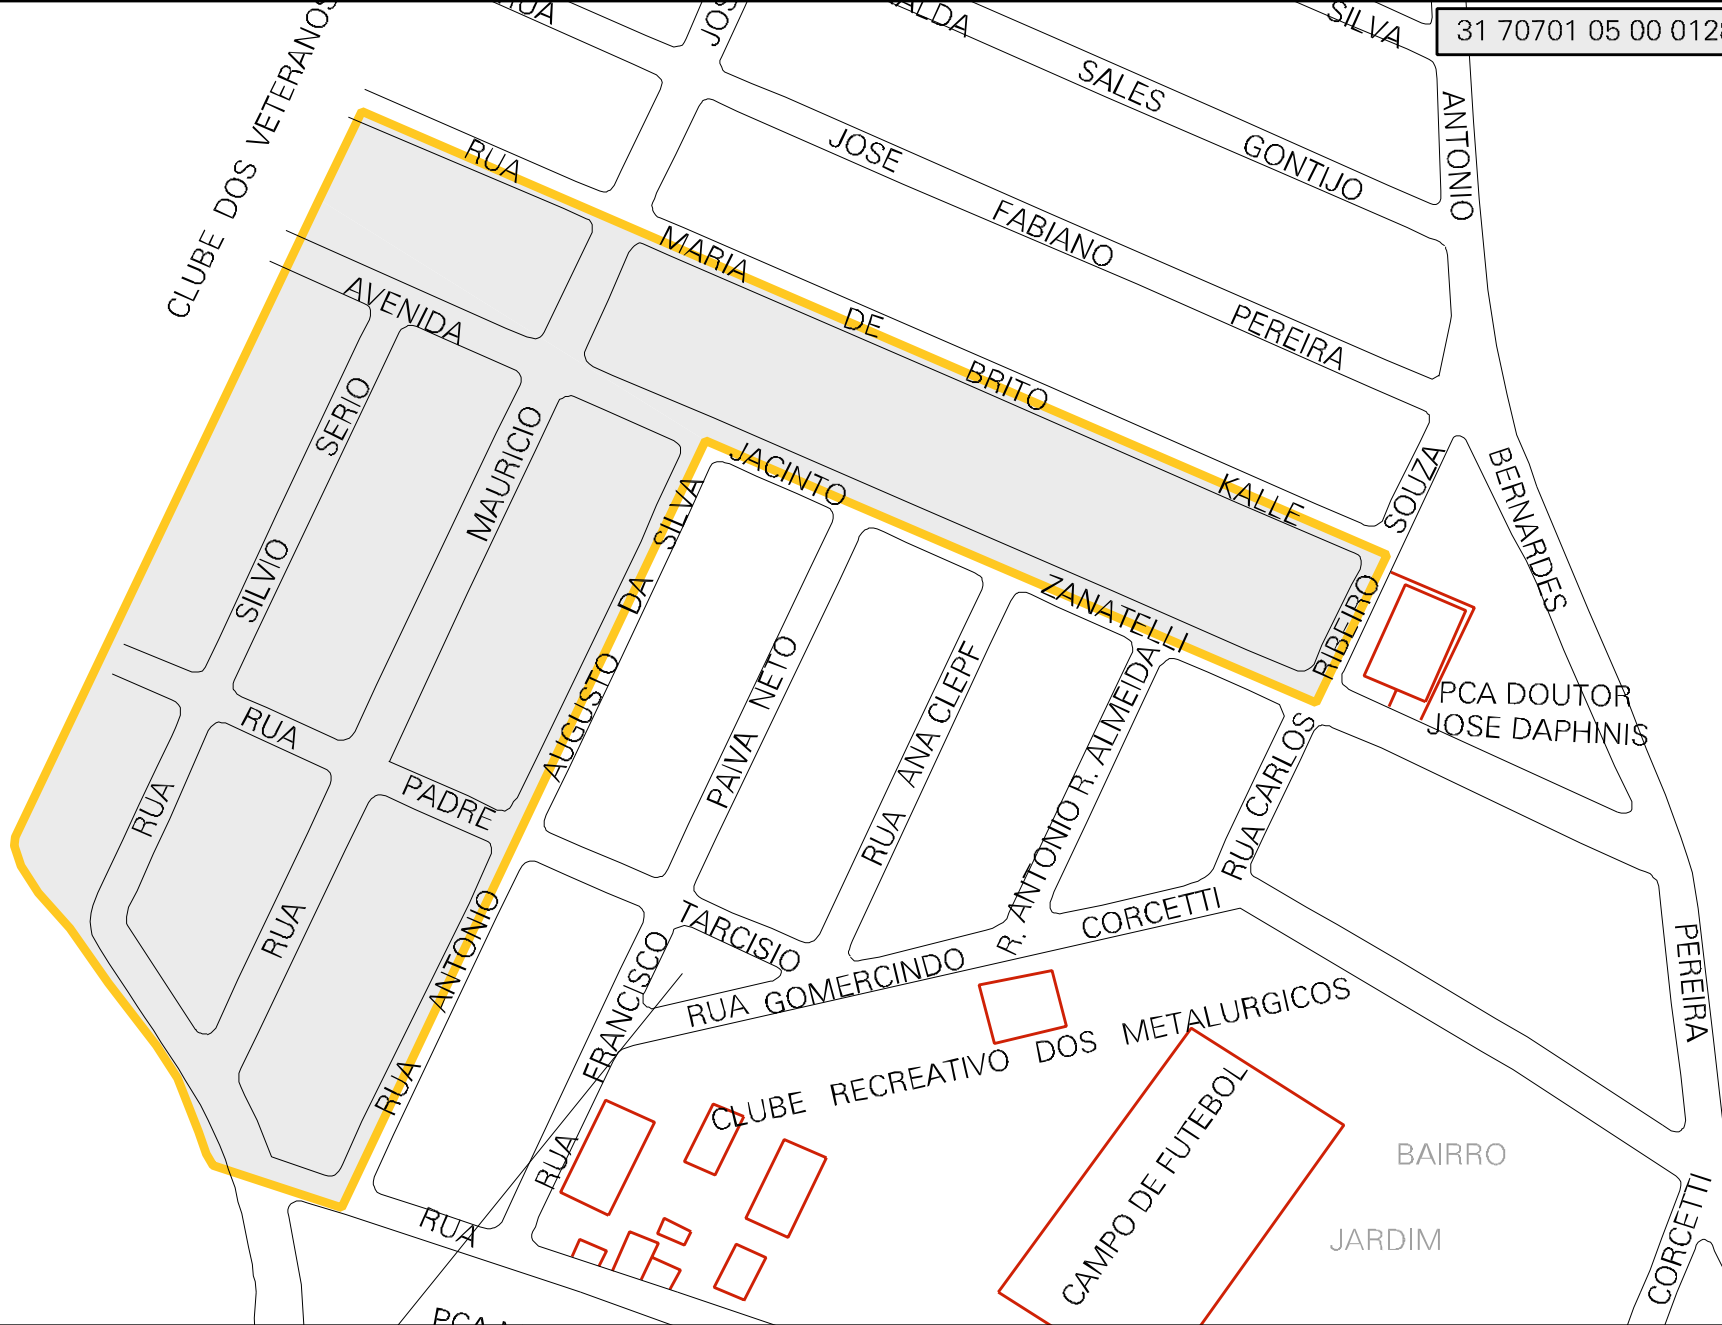 31 70701 05 00 012
RUA
SILVA
CLUBE DOS VETERANOS
SALES
GONTIJO
ANTONIO
JOSE FABIANO PEREIRA
RUA MARIA DE BRITO KALLE
AVENIDA JACINTO ZANATELLI
RUA SILVIO SERIO
RUA MAURICIO
RUA ANTONIO AUGUSTO DA SILVA
RUA PADRE TARCISIO
RUA FRANCISCO PAIVA NETO
RUA ANA CLEPF
R. ANTONIO R. ALMEIDA
RUA CARLOS RIBEIRO SOUZA
BERNARDES
PCA DOUTOR
JOSE DAPHINIS
RUA GOMERCINDO CORCETTI
PEREIRA
CLUBE RECREATIVO DOS METALURGICOS
CAMPO DE FUTEBOL
BAIRRO
JARDIM
CORCETTI
RUA
PCA